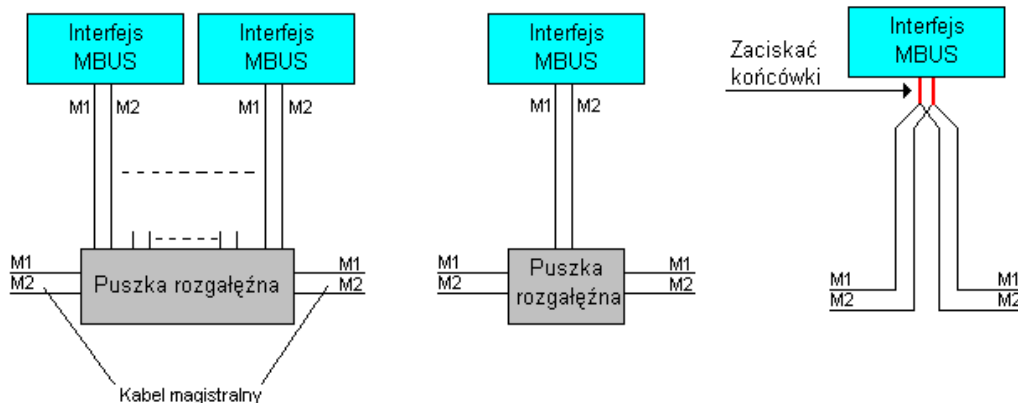 Interfejs
MBUS
Interfejs
MBUS
M1
M2
M1
M2
M1
M2
Puszka rozgałęźna
M1
M2
Kabel magistralny
Interfejs
MBUS
M1
M2
M1
M2
Puszka
rozgałęźna
M1
M2
Zaciskać
końcówki
Interfejs
MBUS
M1
M2
M1
M2